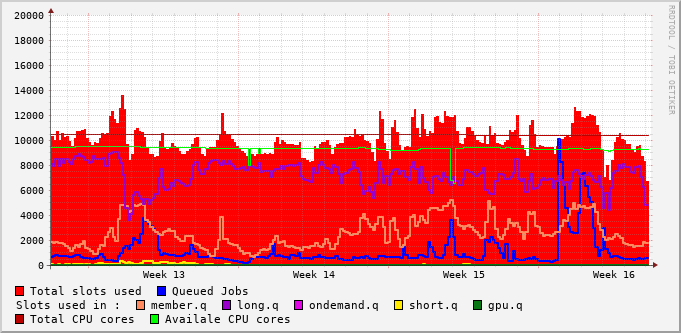 20000
18000
16000
14000
12000
10000
8000
6000
4000
2000
0
Week 13 Week 14 Week 15 Week 16
Total slots used Queued Jobs
Slots used in : member.q long.q ondemand.q short.q gpu.q
Total CPU cores Availale CPU cores
RRDTOOL / TOBI OETIKER